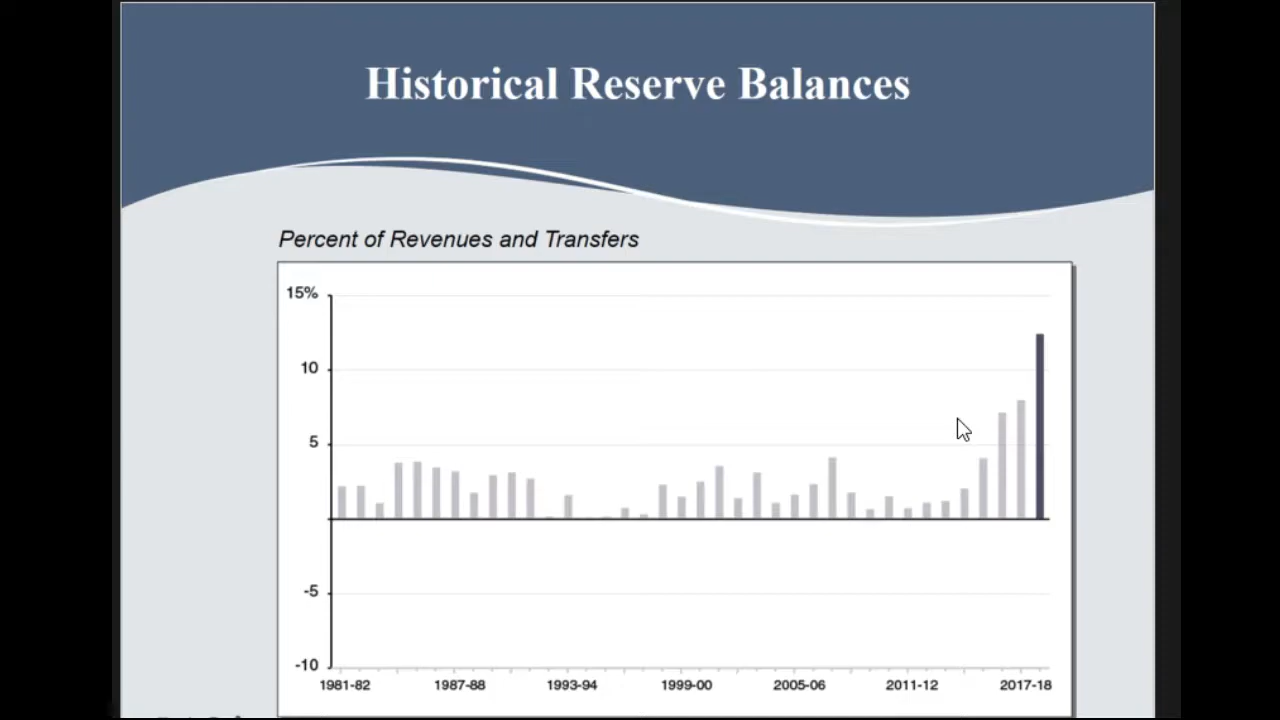 Historical Reserve Balances
Percent of Revenues and Transfers
15%
10
5
-5
-10
1981-82 1987-88 1993-94 1999-00 2005-06 2011-12 2017-18